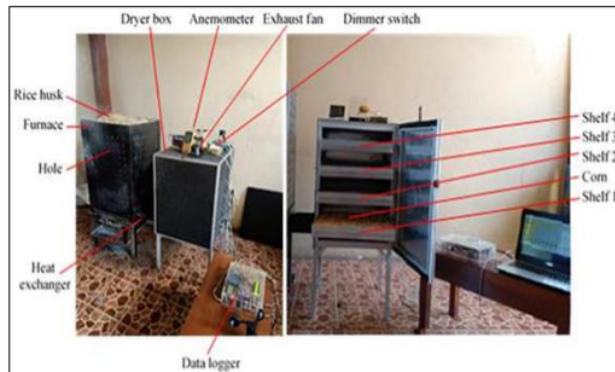 Dryer box Anemometer Exhaust fan Dimmer switch
Rice husk
Furnace
Hole
Heat
exchanger
Data logger
Shelf 4
Shelf 3
Shelf 2
Corn
Shelf 1